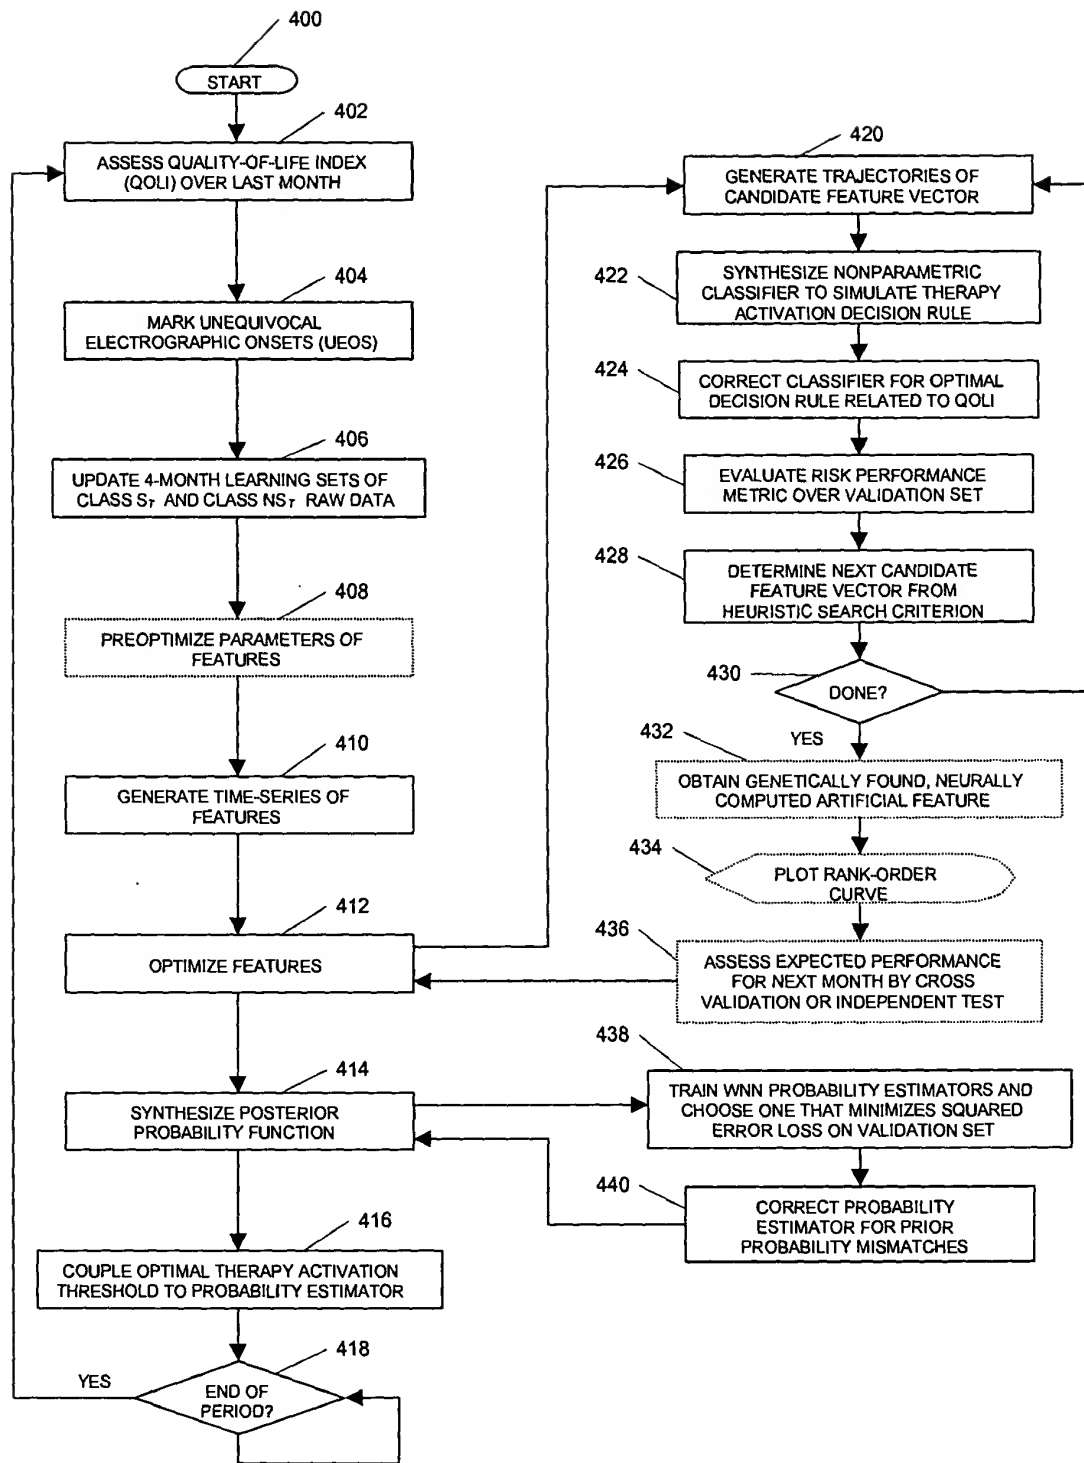 400
START
402
ASSESS QUALITY-OF-LIFE INDEX
(QOLI) OVER LAST MONTH
404
MARK UNEQUIVOCAL
ELECTROGRAPHIC ONSETS (UEOS)
406
UPDATE 4-MONTH LEARNING SETS OF
CLASS ST AND CLASS NST RAW DATA
408
PREOPTIMIZE PARAMETERS OF
FEATURES
410
GENERATE TIME-SERIES OF
FEATURES
412
OPTIMIZE FEATURES
414
SYNTHESIZE POSTERIOR
PROBABILITY FUNCTION
416
COUPLE OPTIMAL THERAPY ACTIVATION
THRESHOLD TO PROBABILITY ESTIMATOR
418
YES
END OF
PERIOD?
420
GENERATE TRAJECTORIES OF
CANDIDATE FEATURE VECTOR
422
SYNTHESIZE NONPARAMETRIC
CLASSIFIER TO SIMULATE THERAPY
ACTIVATION DECISION RULE
424
CORRECT CLASSIFIER FOR OPTIMAL
DECISION RULE RELATED TO QOLI
426
EVALUATE RISK PERFORMANCE
METRIC OVER VALIDATION SET
428
DETERMINE NEXT CANDIDATE
FEATURE VECTOR FROM
HEURISTIC SEARCH CRITERION
430
DONE?
YES
432
OBTAIN GENETICALLY FOUND, NEURALLY
COMPUTED ARTIFICIAL FEATURE
434
PLOT RANK-ORDER
CURVE
436
ASSESS EXPECTED PERFORMANCE
FOR NEXT MONTH BY CROSS
VALIDATION OR INDEPENDENT TEST
438
TRAIN WNN PROBABILITY ESTIMATORS AND
CHOOSE ONE THAT MINIMIZES SQUARED
ERROR LOSS ON VALIDATION SET
440
CORRECT PROBABILITY
ESTIMATOR FOR PRIOR
PROBABILITY MISMATCHES